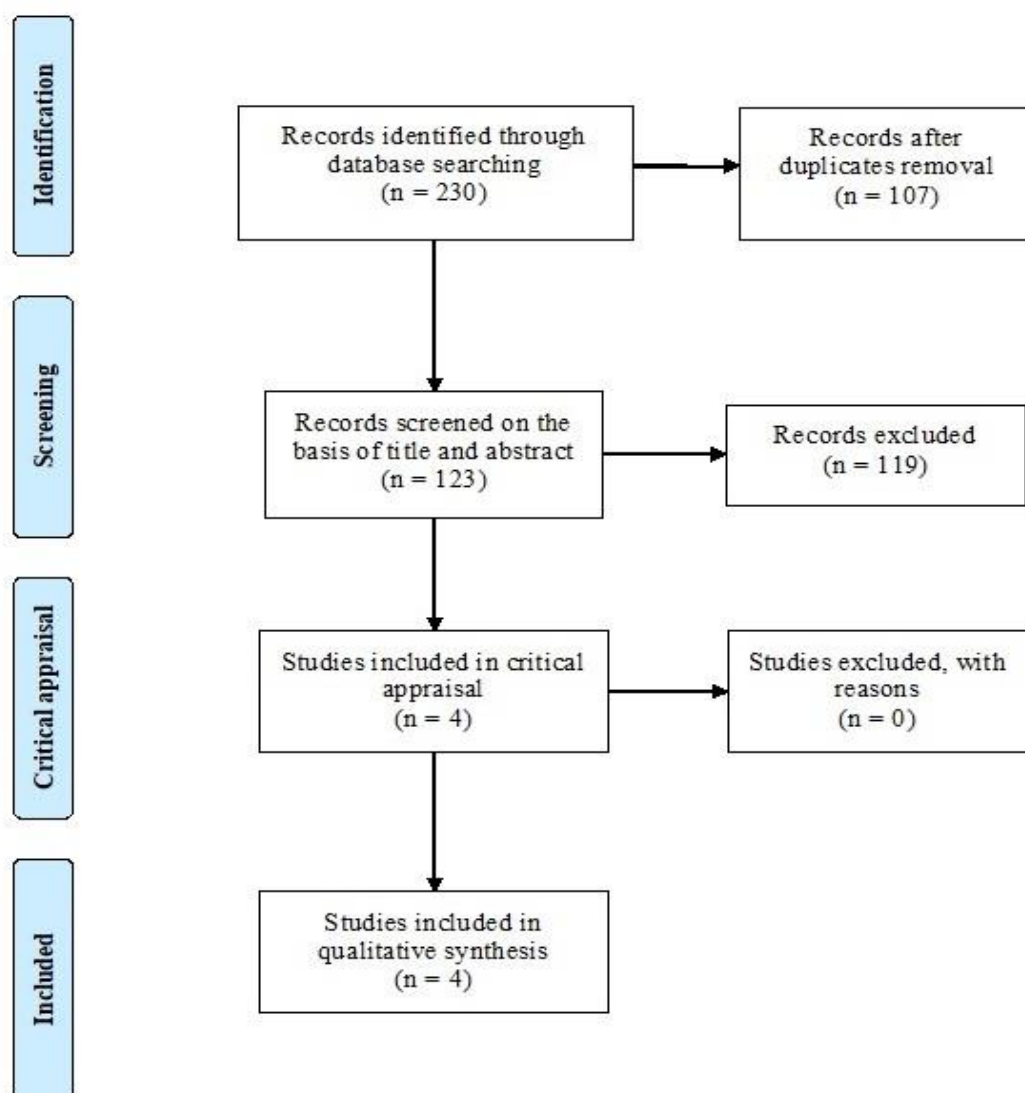 Identification
Records identified through
database searching
(n = 230)
Records after
duplicates removal
(n = 107)
Screening
Records screened on the
basis of title and abstract
(n = 123)
Records excluded
(n = 119)
Critical appraisal
Studies included in critical
appraisal
(n = 4)
Studies excluded, with
reasons
(n = 0)
Included
Studies included in
qualitative synthesis
(n = 4)